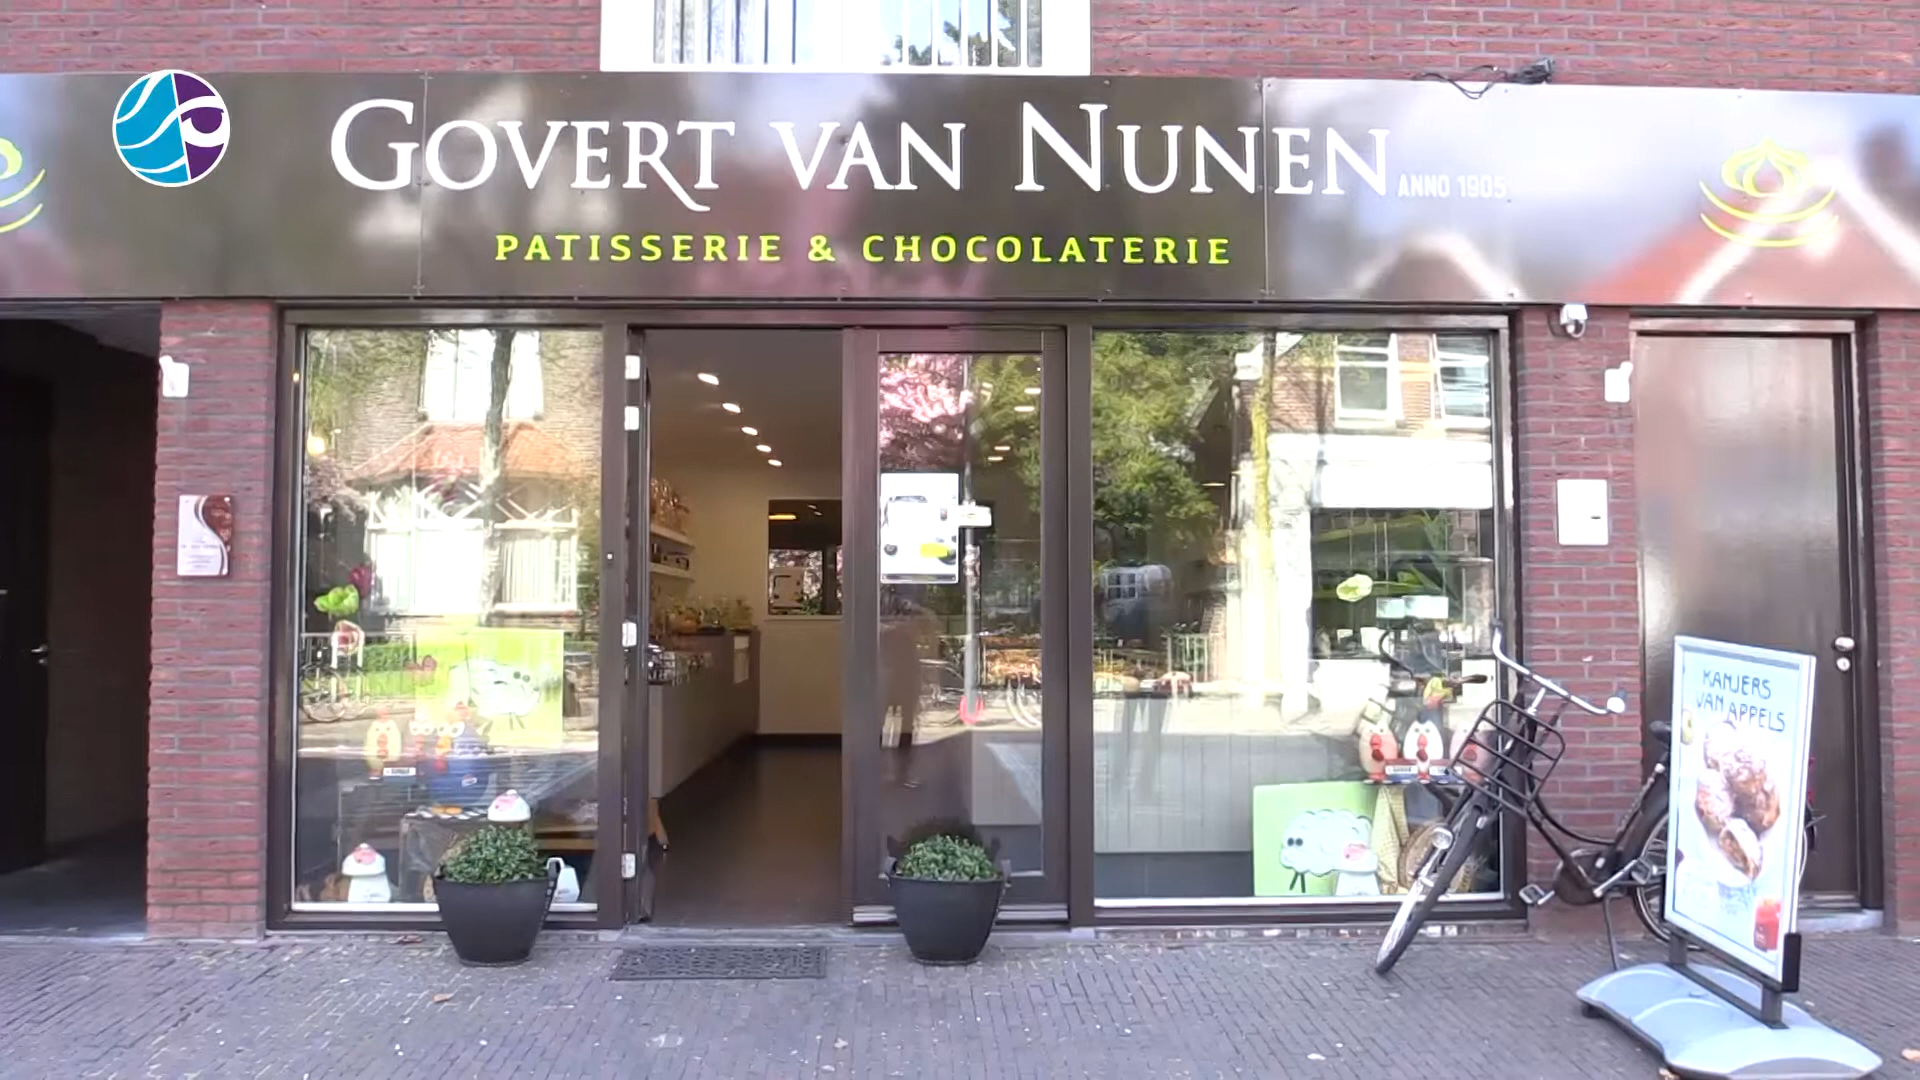 GOVERT VAN NUNEN
ANNO 1905
PATISSERIE & CHOCOLATERIE
KANJERS
VAN APPELS